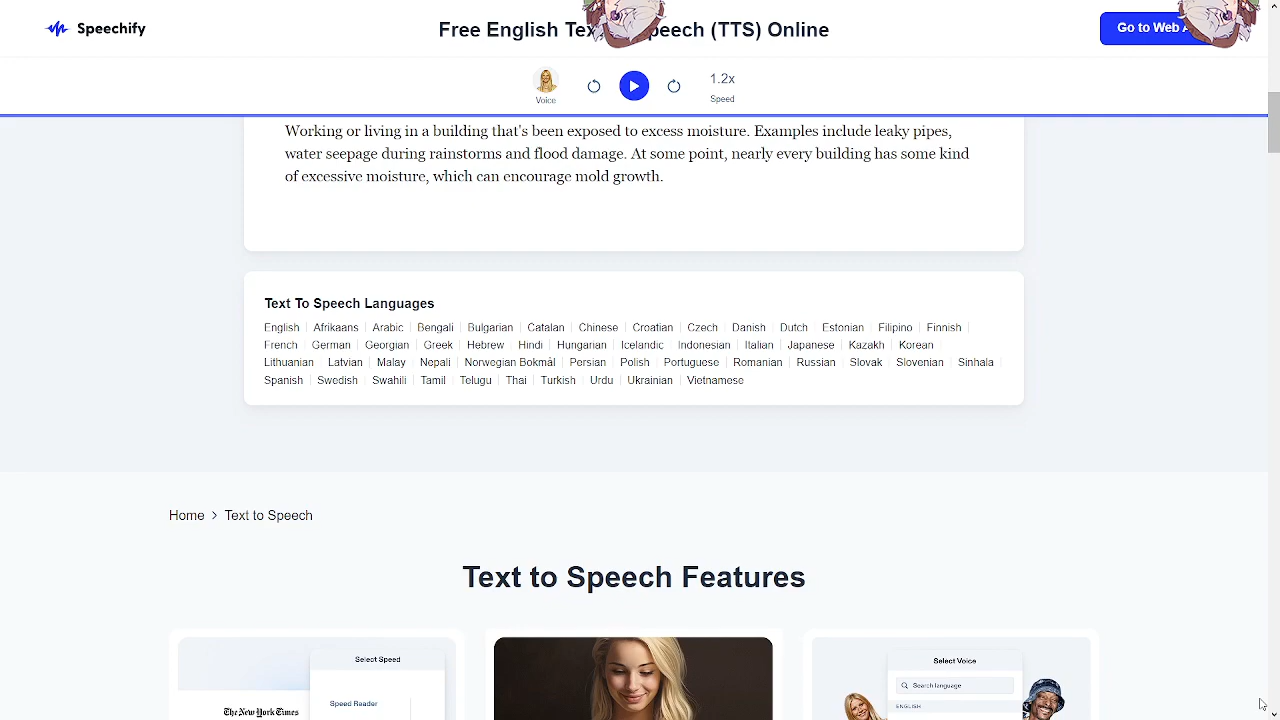 Speechify
Free English Tex Speech (TTS) Online
Go to Web A
Voice
1.2x
Speed
Working or living in a building that's been exposed to excess moisture. Examples include leaky pipes,
water seepage during rainstorms and flood damage. At some point, nearly every building has some kind
of excessive moisture, which can encourage mold growth.
Text To Speech Languages
English Afrikaans Arabic Bengali Bulgarian Catalan Chinese Croatian Czech Danish Dutch Estonian Filipino Finnish
French German Georgian Greek Hebrew Hindi Hungarian Icelandic Indonesian Italian Japanese Kazakh Korean
Lithuanian Latvian Malay Nepali Norwegian Bokmål Persian Polish Portuguese Romanian Russian Slovak Slovenian Sinhala
Spanish Swedish Swahili Tamil Telugu Thai Turkish Urdu Ukrainian Vietnamese
Home > Text to Speech
Text to Speech Features
Select Speed
The New York Times
Speed Reader
Select Voice
Search language
ENGLISH